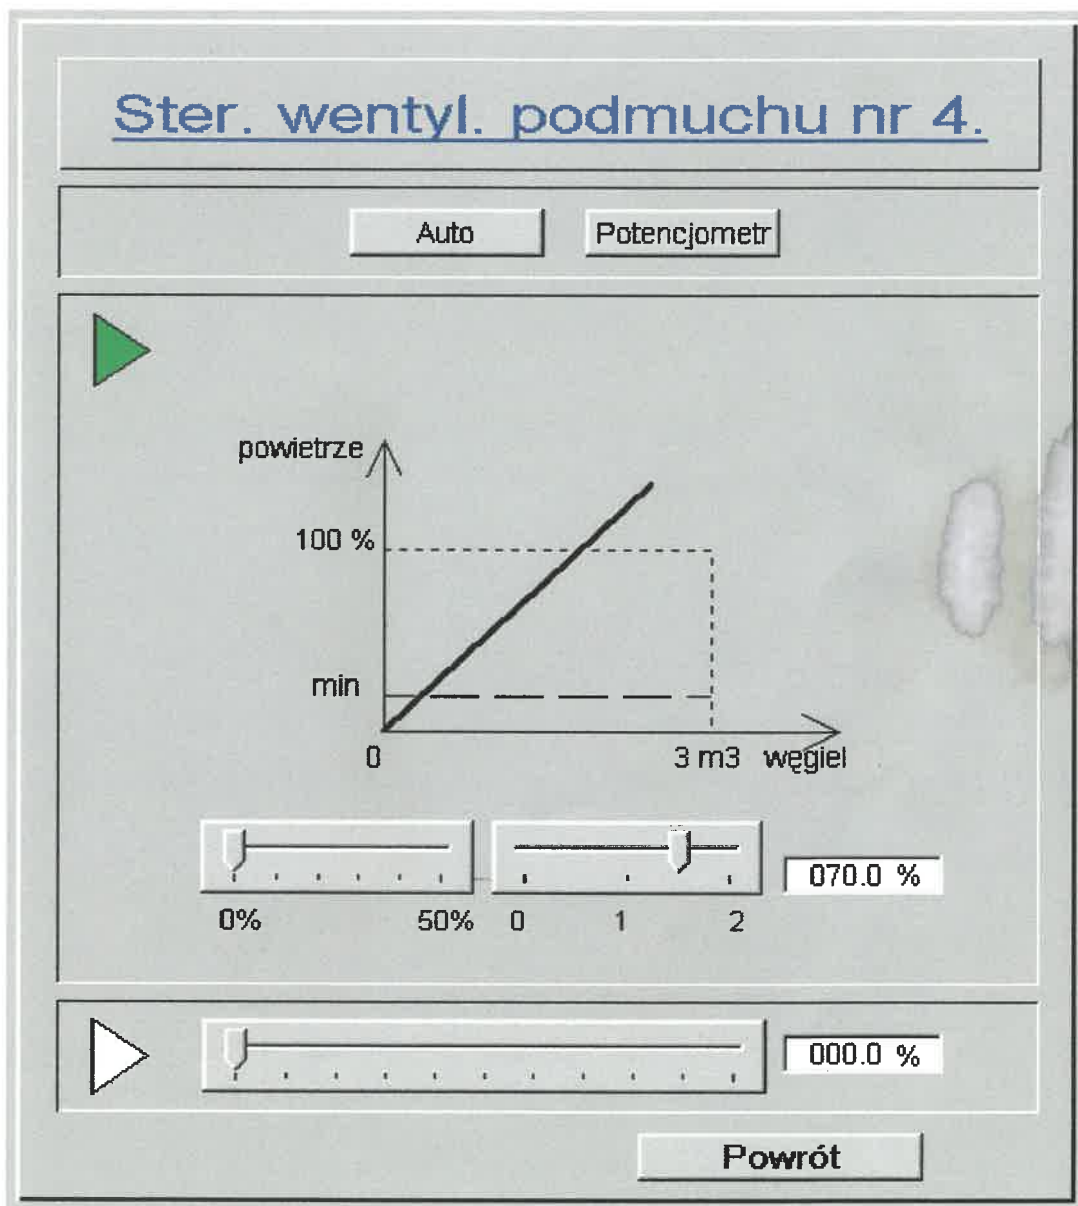 Ster. wentyl. podmuchu nr 4.
Auto
Potencjometr
powietrze
100 %
min
0
3 m3
węgiel
070.0 %
0%
50%
0
1
2
000.0 %
Powrót